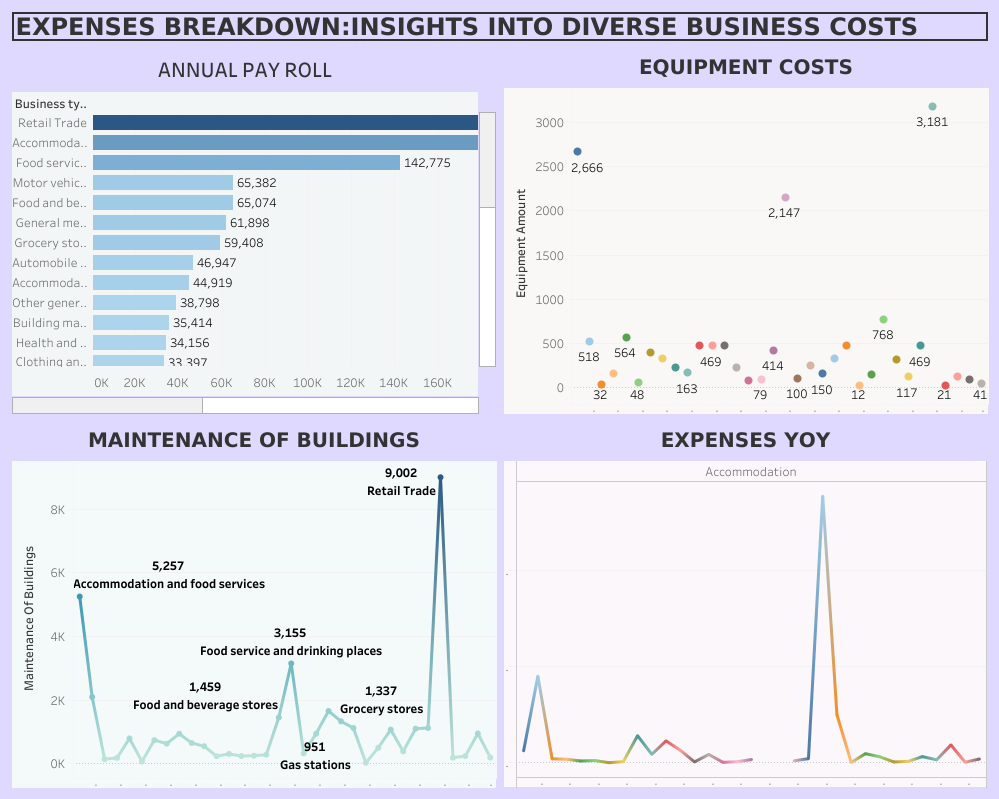 EXPENSES BREAKDOWN:INSIGHTS INTO DIVERSE BUSINESS COSTS
ANNUAL PAY ROLL
Business ty..
Retail Trade
Accommoda..
Food servic.. 142,775
Motor vehic.. 65,382
Food and be.. 65,074
General me.. 61,898
Grocery sto.. 59,408
Automobile .. 46,947
Accommoda.. 44,919
Other gener.. 38,798
Building ma.. 35,414
Health and .. 34,156
Clothing an.. 33,397
0K 20K 40K 60K 80K 100K 120K 140K 160K
EQUIPMENT COSTS
Equipment Amount
3000
2500
2000
1500
1000
500
0
3,181
2,666
2,147
768
518 564 469 414 469
163
32 48 79 100 150 12 117 21 41
MAINTENANCE OF BUILDINGS
Maintenance Of Buildings
8K
6K
4K
2K
0K
9,002
Retail Trade
5,257
Accommodation and food services
3,155
Food service and drinking places
1,459
Food and beverage stores
1,337
Grocery stores
951
Gas stations
EXPENSES YOY
Accommodation